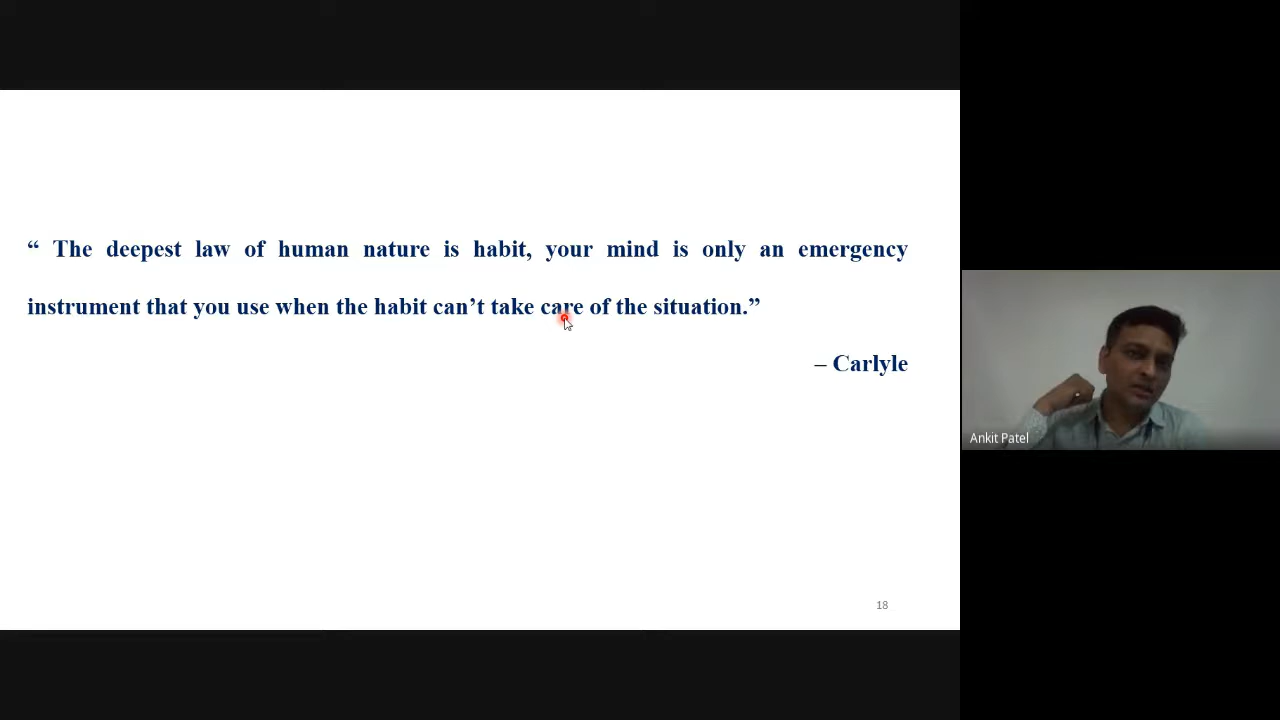 “ The deepest law of human nature is habit, your mind is only an emergency
instrument that you use when the habit can’t take care of the situation.”
– Carlyle
Ankit Patel
18